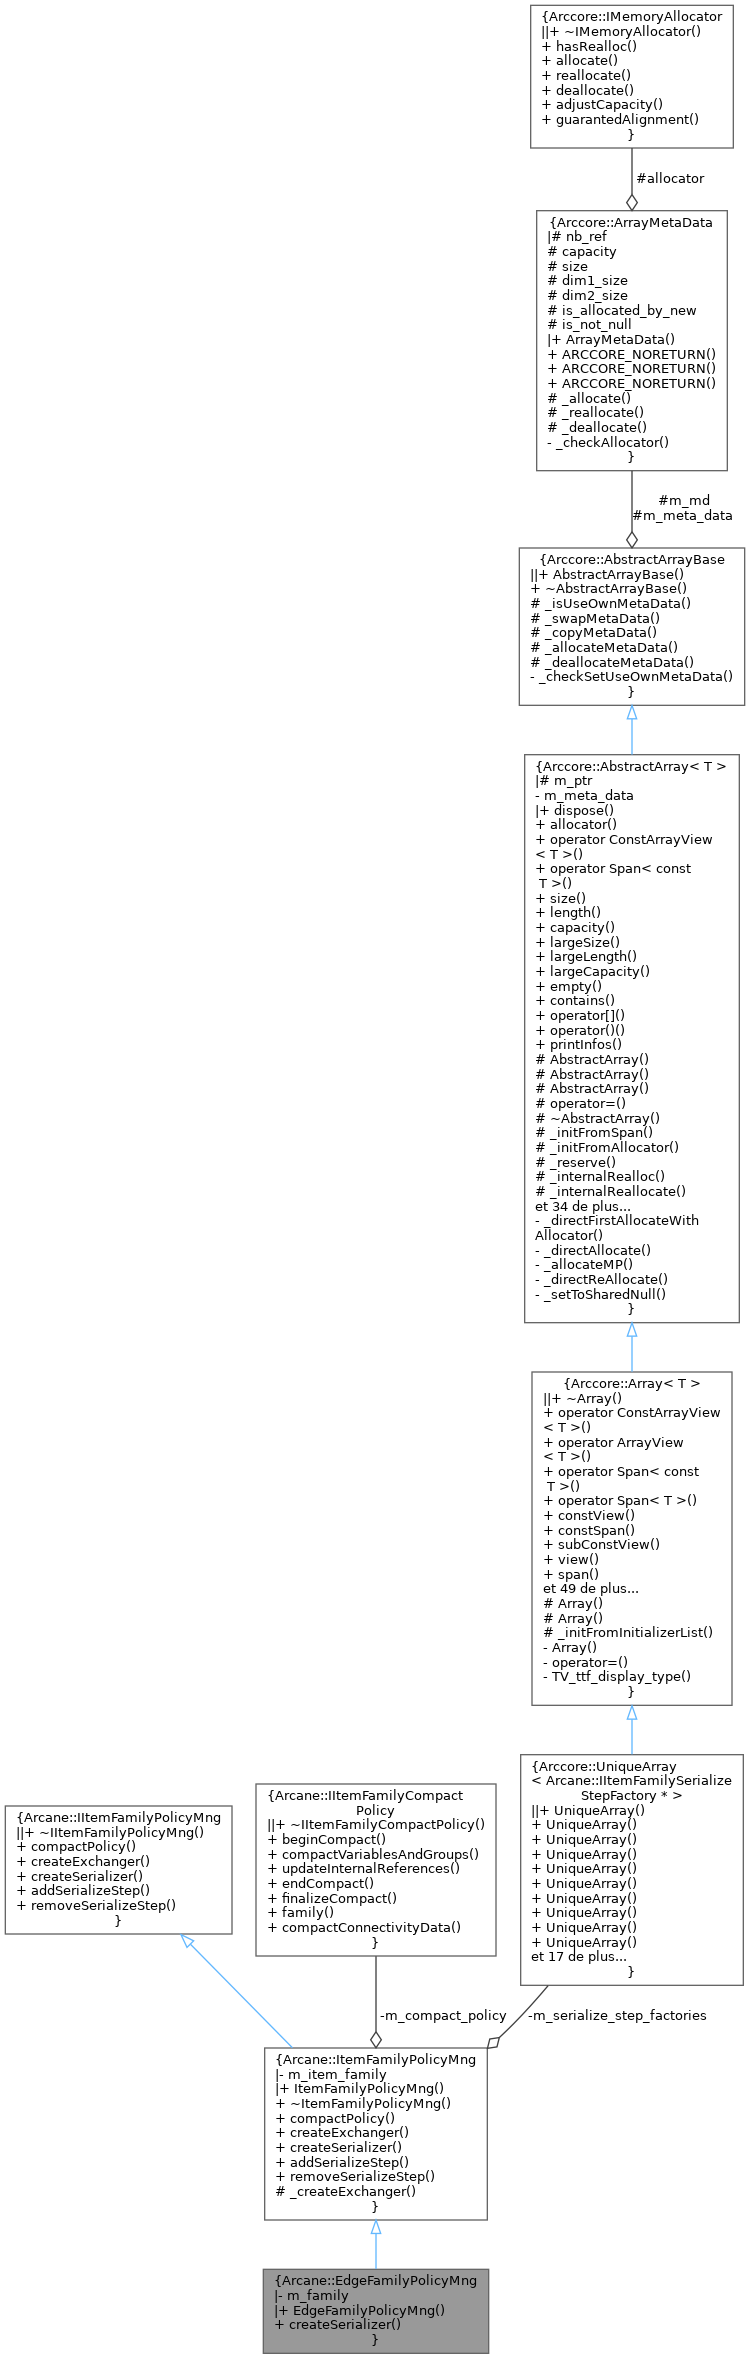 {Arccore::IMemoryAllocator
||+ ~IMemoryAllocator()
+ hasRealloc()
+ allocate()
+ reallocate()
+ deallocate()
+ adjustCapacity()
+ guarantedAlignment()
}
#allocator
{Arccore::ArrayMetaData
|# nb_ref
# capacity
# size
# dim1_size
# dim2_size
# is_allocated_by_new
# is_not_null
|+ ArrayMetaData()
+ ARCCORE_NORETURN()
+ ARCCORE_NORETURN()
+ ARCCORE_NORETURN()
# _allocate()
# _reallocate()
# _deallocate()
- _checkAllocator()
}
#m_md
#m_meta_data
{Arccore::AbstractArrayBase
||+ AbstractArrayBase()
+ ~AbstractArrayBase()
# _isUseOwnMetaData()
# _swapMetaData()
# _copyMetaData()
# _allocateMetaData()
# _deallocateMetaData()
- _checkSetUseOwnMetaData()
}
{Arccore::AbstractArray< T >
|# m_ptr
- m_meta_data
|+ dispose()
+ allocator()
+ operator ConstArrayView
< T >()
+ operator Span< const
T >()
+ size()
+ length()
+ capacity()
+ largeSize()
+ largeLength()
+ largeCapacity()
+ empty()
+ contains()
+ operator[]()
+ operator()()
+ printInfos()
# AbstractArray()
# AbstractArray()
# AbstractArray()
# operator=()
# ~AbstractArray()
# _initFromSpan()
# _initFromAllocator()
# _reserve()
# _internalRealloc()
# _internalReallocate()
et 34 de plus...
- _directFirstAllocateWith
Allocator()
- _directAllocate()
- _allocateMP()
- _directReAllocate()
- _setToSharedNull()
}
{Arccore::Array< T >
||+ ~Array()
+ operator ConstArrayView
< T >()
+ operator ArrayView
< T >()
+ operator Span< const
T >()
+ operator Span< T >()
+ constView()
+ constSpan()
+ subConstView()
+ view()
+ span()
et 49 de plus...
# Array()
# Array()
# _initFromInitializerList()
- Array()
- operator=()
- TV_ttf_display_type()
}
{Arcane::IItemFamilyPolicyMng
||+ ~IItemFamilyPolicyMng()
+ compactPolicy()
+ createExchanger()
+ createSerializer()
+ addSerializeStep()
+ removeSerializeStep()
}
{Arcane::IItemFamilyCompact
Policy
||+ ~IItemFamilyCompactPolicy()
+ beginCompact()
+ compactVariablesAndGroups()
+ updateInternalReferences()
+ endCompact()
+ finalizeCompact()
+ family()
+ compactConnectivityData()
}
{Arccore::UniqueArray
< Arcane::IItemFamilySerialize
StepFactory * >
||+ UniqueArray()
+ UniqueArray()
+ UniqueArray()
+ UniqueArray()
+ UniqueArray()
+ UniqueArray()
+ UniqueArray()
+ UniqueArray()
+ UniqueArray()
+ UniqueArray()
et 17 de plus...
}
-m_compact_policy
-m_serialize_step_factories
{Arcane::ItemFamilyPolicyMng
|- m_item_family
|+ ItemFamilyPolicyMng()
+ ~ItemFamilyPolicyMng()
+ compactPolicy()
+ createExchanger()
+ createSerializer()
+ addSerializeStep()
+ removeSerializeStep()
# _createExchanger()
}
{Arcane::EdgeFamilyPolicyMng
|- m_family
|+ EdgeFamilyPolicyMng()
+ createSerializer()
}